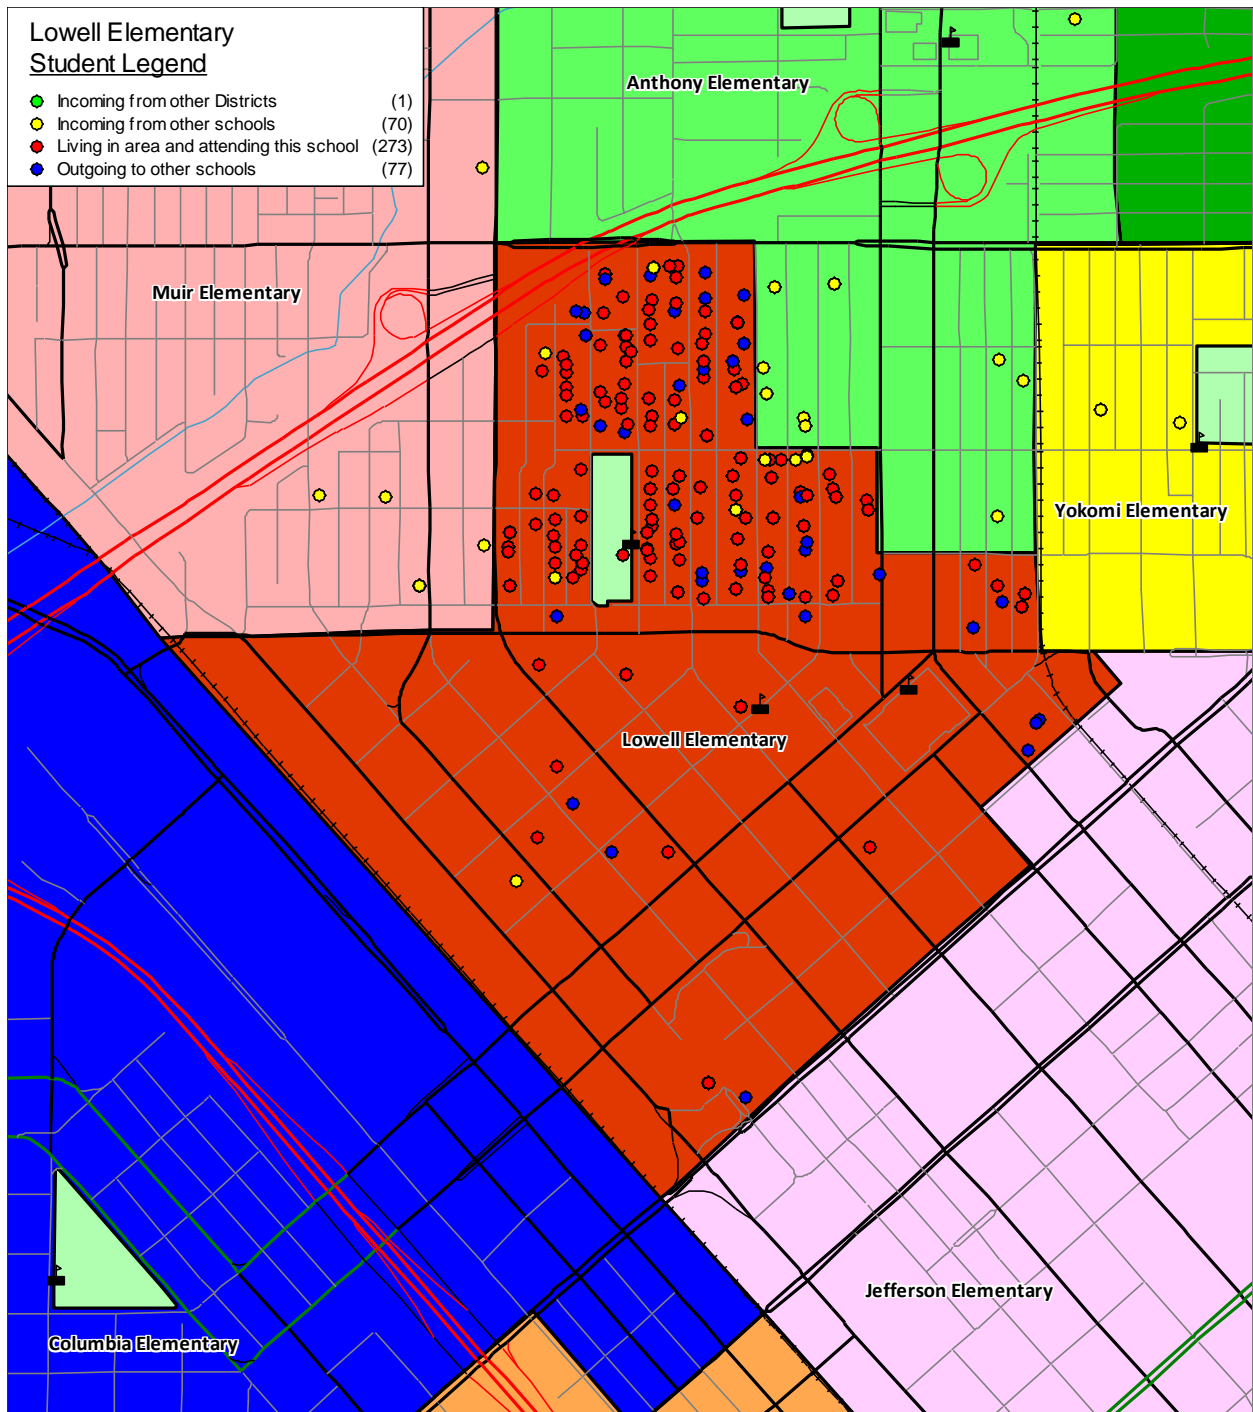 Lowell Elementary
Student Legend
Incoming from other Districts (1)
Incoming from other schools (70)
Living in area and attending this school (273)
Outgoing to other schools (77)
Anthony Elementary
Muir Elementary
Yokomi Elementary
Lowell Elementary
Jefferson Elementary
Columbia Elementary